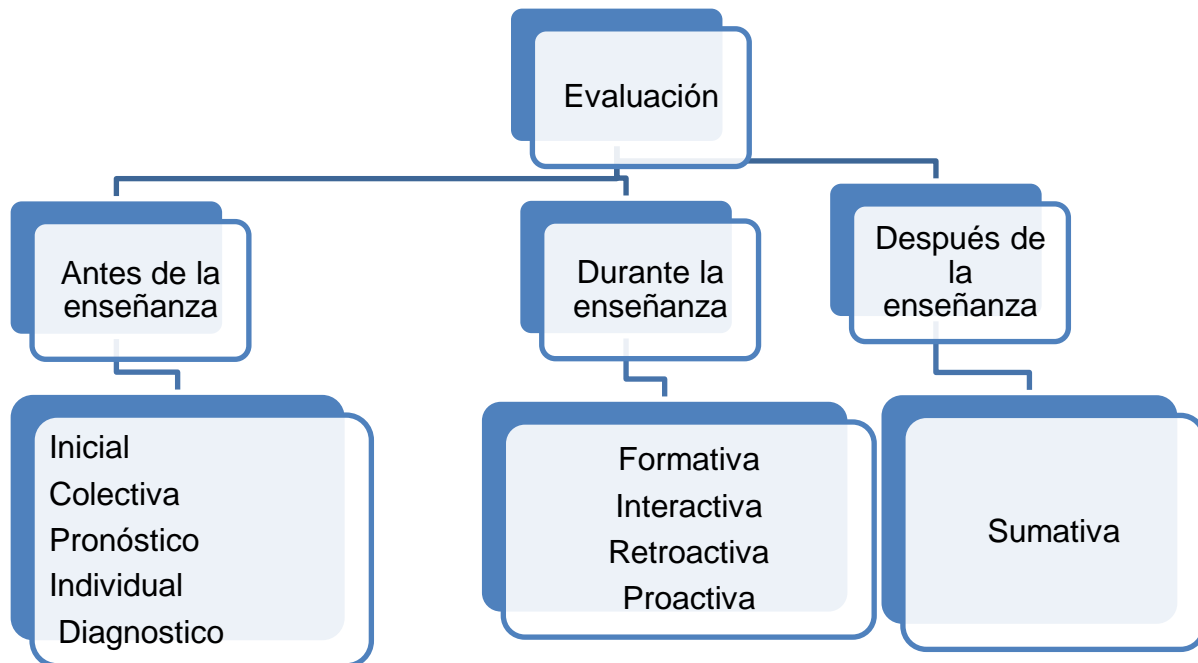 Evaluación
Antes de la
enseñanza
Durante la
enseñanza
Después de
la
enseñanza
Inicial
Colectiva
Pronóstico
Individual
Diagnostico
Formativa
Interactiva
Retroactiva
Proactiva
Sumativa